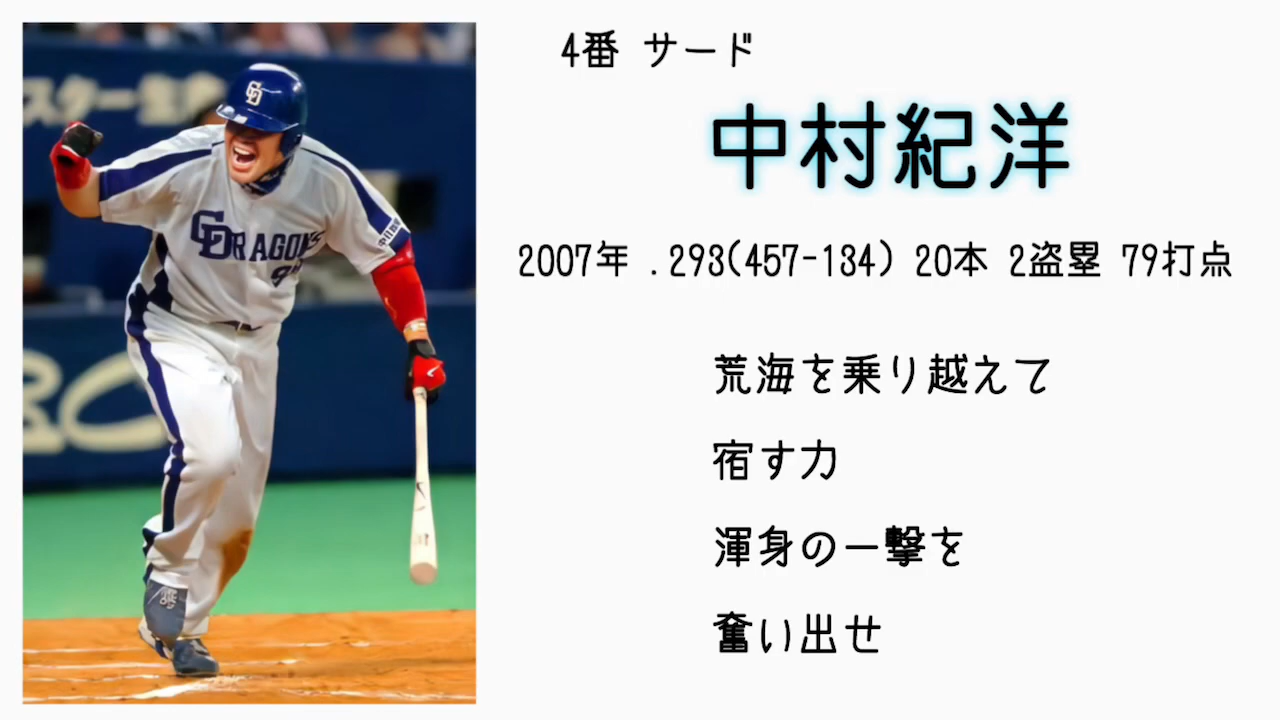 4番 サード
中村紀洋
2007年 .293(457-134) 20本 2盗塁 79打点
荒海を乗り越えて
宿す力
渾身の一撃を
奮い出せ
CD
DRAGONS